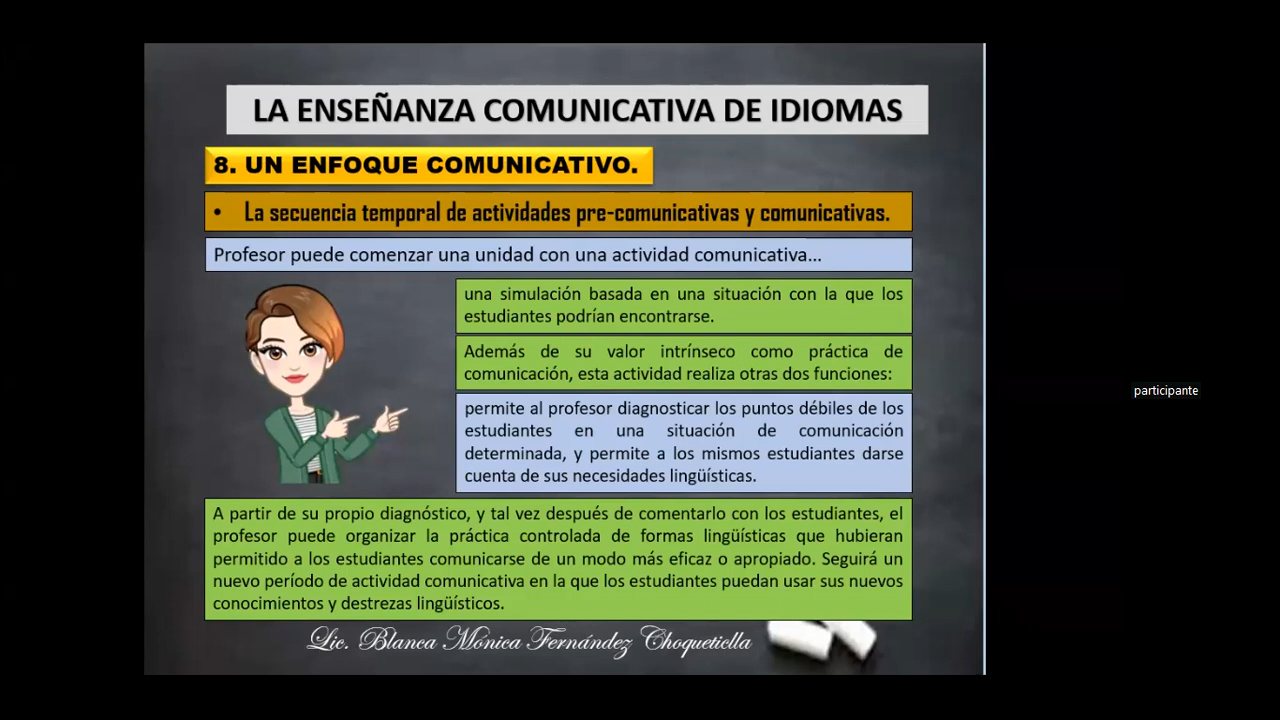 LA ENSEÑANZA COMUNICATIVA DE IDIOMAS
8. UN ENFOQUE COMUNICATIVO.
• La secuencia temporal de actividades pre-comunicativas y comunicativas.
Profesor puede comenzar una unidad con una actividad comunicativa...
una simulación basada en una situación con la que los
estudiantes podrían encontrarse.
Además de su valor intrínseco como práctica de
comunicación, esta actividad realiza otras dos funciones:
permite al profesor diagnosticar los puntos débiles de los
estudiantes en una situación de comunicación
determinada, y permite a los mismos estudiantes darse
cuenta de sus necesidades lingüísticas.
A partir de su propio diagnóstico, y tal vez después de comentarlo con los estudiantes, el
profesor puede organizar la práctica controlada de formas lingüísticas que hubieran
permitido a los estudiantes comunicarse de un modo más eficaz o apropiado. Seguirá un
nuevo período de actividad comunicativa en la que los estudiantes puedan usar sus nuevos
conocimientos y destrezas lingüísticos.
Lic. Blanca Mónica Fernández Choqueticlla
participante